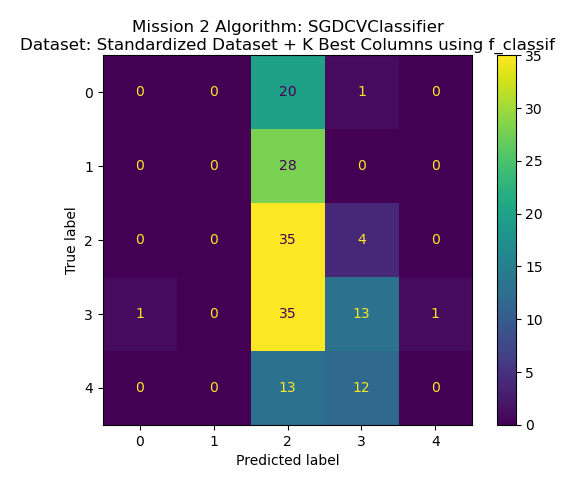 Mission 2 Algorithm: SGDCVClassifier
Dataset: Standardized Dataset + K Best Columns using f_classif
True label
0 0 0 20 1 0
1 0 0 28 0 0
2 0 0 35 4 0
3 1 0 35 13 1
4 0 0 13 12 0
0 1 2 3 4
Predicted label
35
30
25
20
15
10
5
0